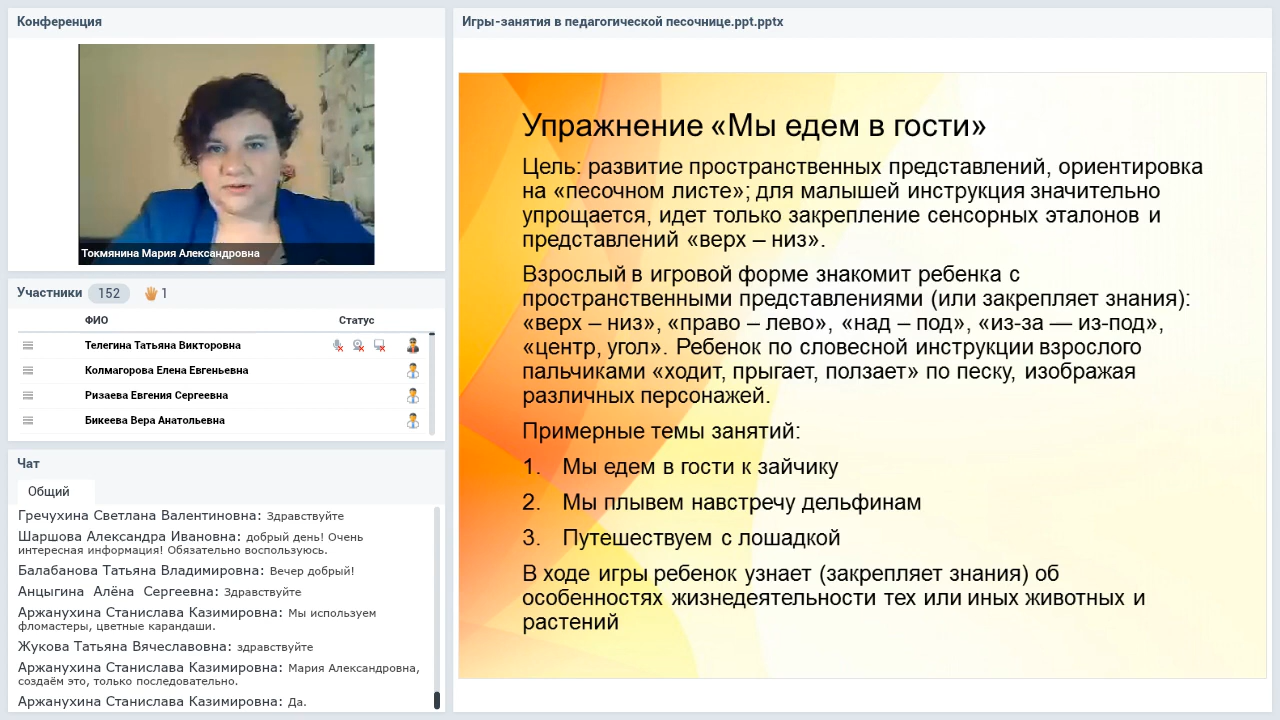 Конференция
Токмянина Мария Александровна
Участники 152 1
ФИО Статус
Телегина Татьяна Викторовна
Колмагорова Елена Евгеньевна
Ризаева Евгения Сергеевна
Бикеева Вера Анатольевна
Чат
Общий
Гречухина Светлана Валентиновна: Здравствуйте
Шаршова Александра Ивановна: добрый день! Очень
интересная информация! Обязательно воспользуюсь.
Балабанова Татьяна Владимировна: Вечер добрый!
Анцыгина Алёна Сергеевна: Здравствуйте
Аржанухина Станислава Казимировна: Мы используем
фломастеры, цветные карандаши.
Жукова Татьяна Вячеславовна: здравствуйте
Аржанухина Станислава Казимировна: Мария Александровна,
создаём это, только последовательно.
Аржанухина Станислава Казимировна: Да.
Игры-занятия в педагогической песочнице.ppt.pptx
Упражнение «Мы едем в гости»
Цель: развитие пространственных представлений, ориентировка
на «песочном листе»; для малышей инструкция значительно
упрощается, идет только закрепление сенсорных эталонов и
представлений «верх – низ».
Взрослый в игровой форме знакомит ребенка с
пространственными представлениями (или закрепляет знания):
«верх – низ», «право – лево», «над – под», «из-за — из-под»,
«центр, угол». Ребенок по словесной инструкции взрослого
пальчиками «ходит, прыгает, ползает» по песку, изображая
различных персонажей.
Примерные темы занятий:
1. Мы едем в гости к зайчику
2. Мы плывем навстречу дельфинам
3. Путешествуем с лошадкой
В ходе игры ребенок узнает (закрепляет знания) об
особенностях жизнедеятельности тех или иных животных и
растений